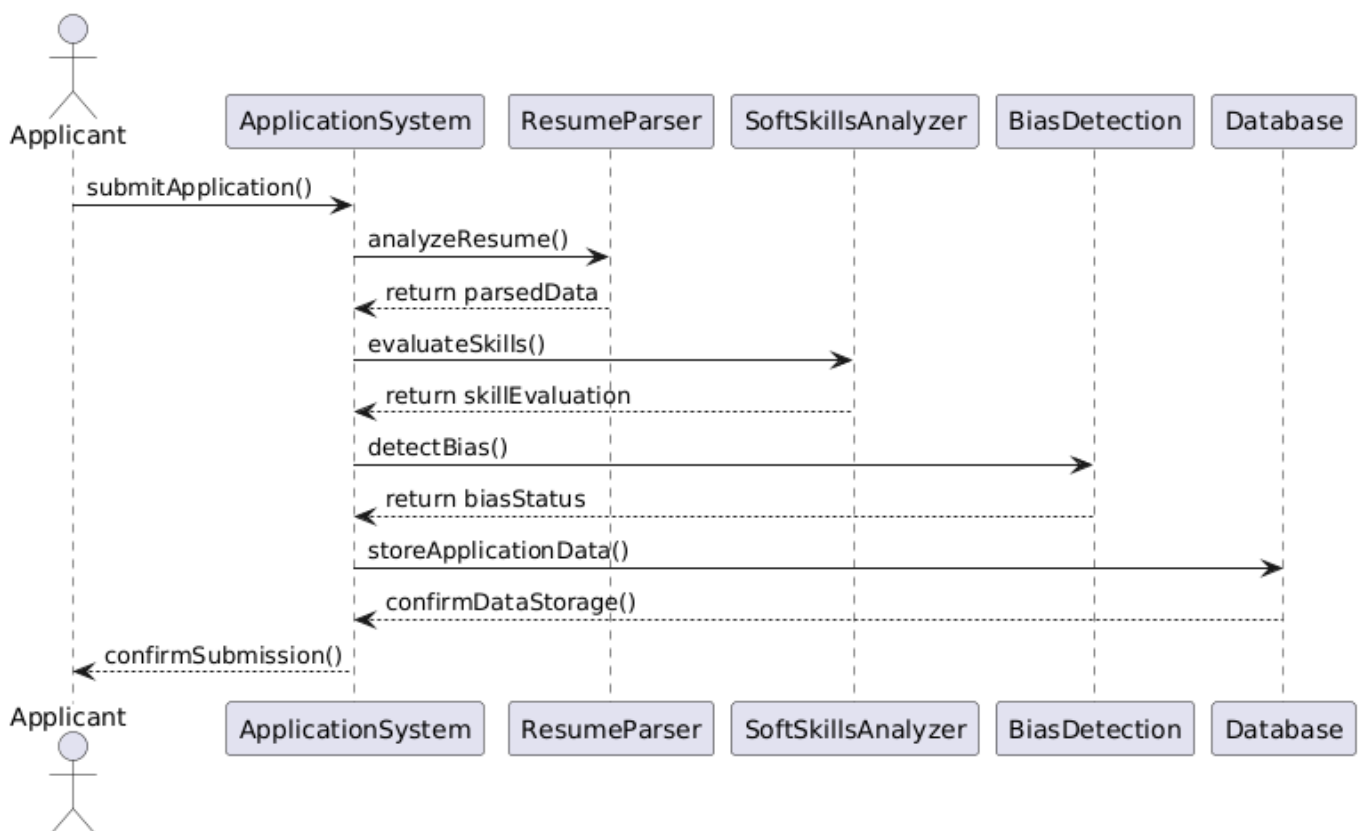 Applicant
ApplicationSystem
ResumeParser
SoftSkillsAnalyzer
BiasDetection
Database
submitApplication()
analyzeResume()
return parsedData
evaluateSkills()
return skillEvaluation
detectBias()
return biasStatus
storeApplicationData()
confirmDataStorage()
confirmSubmission()
Applicant
ApplicationSystem
ResumeParser
SoftSkillsAnalyzer
BiasDetection
Database